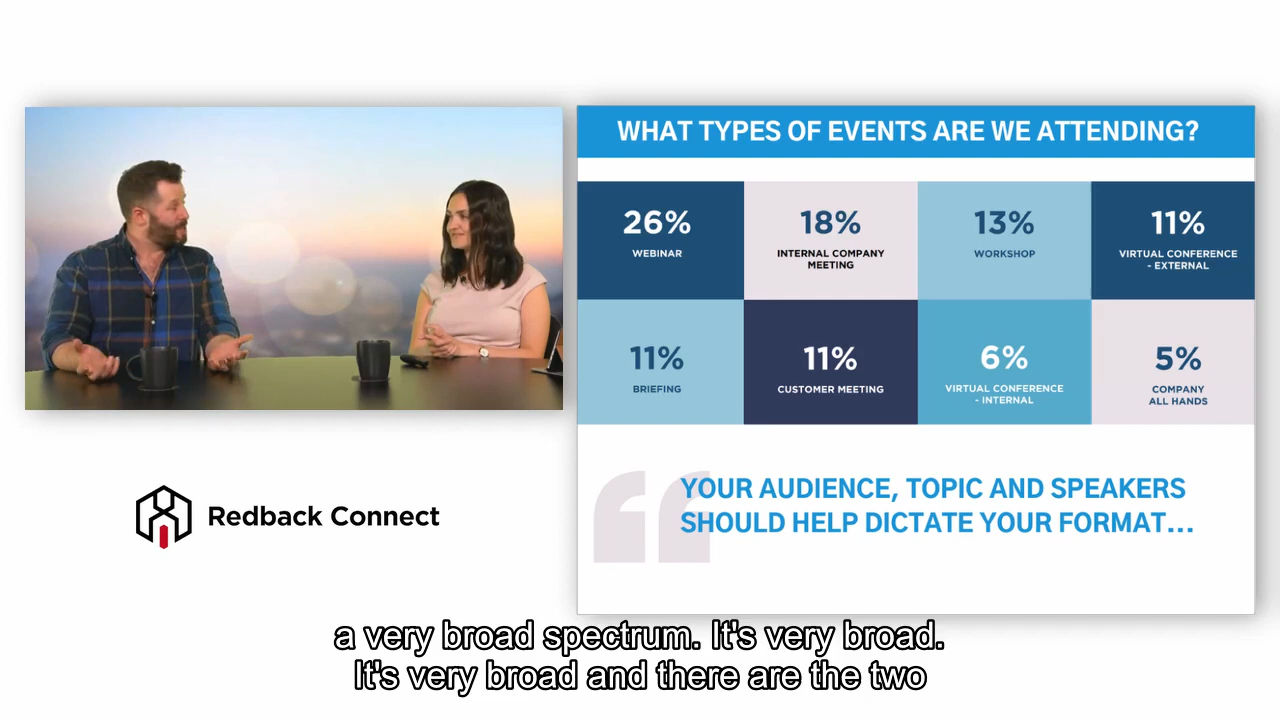 WHAT TYPES OF EVENTS ARE WE ATTENDING?
26%
WEBINAR
18%
INTERNAL COMPANY
MEETING
13%
WORKSHOP
11%
VIRTUAL CONFERENCE
- EXTERNAL
11%
BRIEFING
11%
CUSTOMER MEETING
6%
VIRTUAL CONFERENCE
- INTERNAL
5%
COMPANY
ALL HANDS
“
YOUR AUDIENCE, TOPIC AND SPEAKERS
SHOULD HELP DICTATE YOUR FORMAT...
Redback Connect
a very broad spectrum. It's very broad.
It's very broad and there are the two